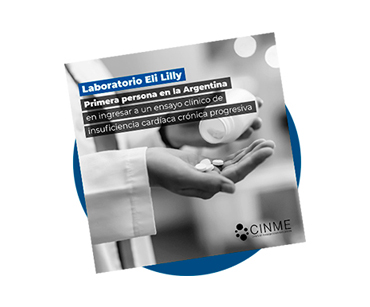 Laboratorio Eli Lilly
Primera persona en la Argentina
en ingresar a un ensayo clínico de
insuficiencia cardíaca crónica progresiva
CINME